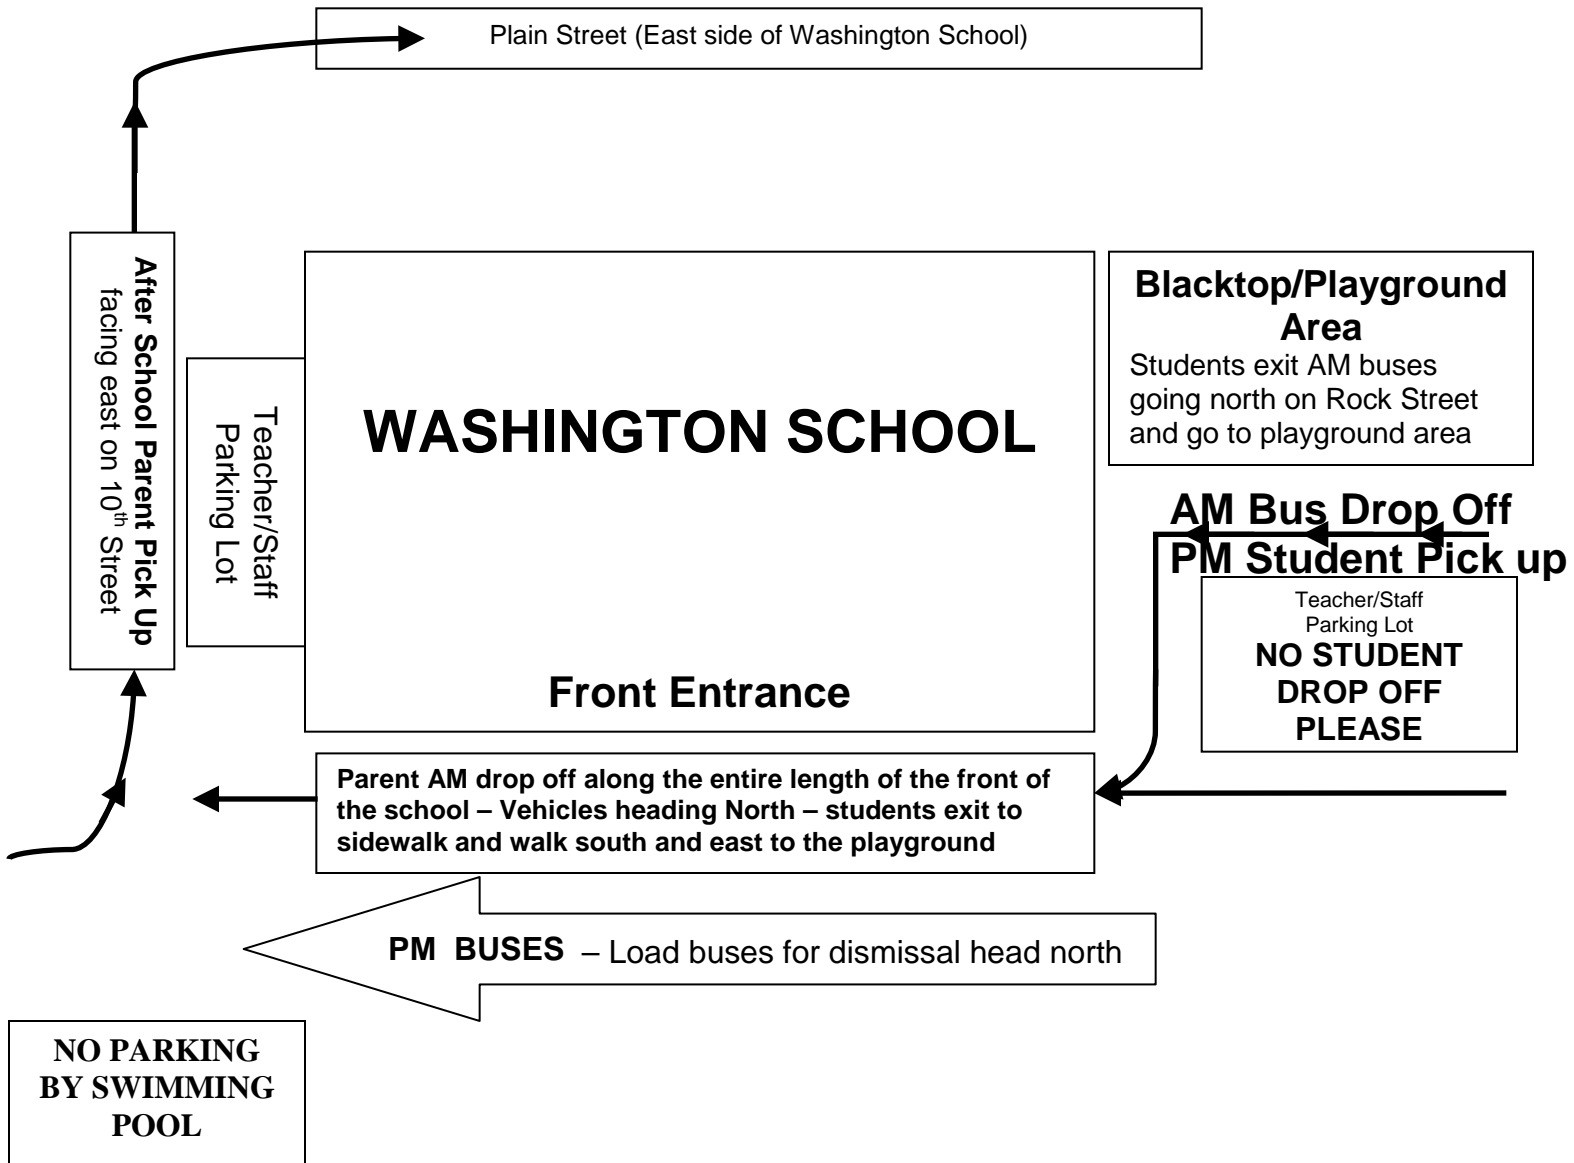 Plain Street (East side of Washington School)
After School Parent Pick Up
facing east on 10th Street
Teacher/Staff
Parking Lot
WASHINGTON SCHOOL
Front Entrance
Blacktop/Playground
Area
Students exit AM buses
going north on Rock Street
and go to playground area
AM Bus Drop Off
PM Student Pick up
Teacher/Staff
Parking Lot
NO STUDENT
DROP OFF
PLEASE
Parent AM drop off along the entire length of the front of
the school – Vehicles heading North – students exit to
sidewalk and walk south and east to the playground
PM BUSES – Load buses for dismissal head north
NO PARKING
BY SWIMMING
POOL